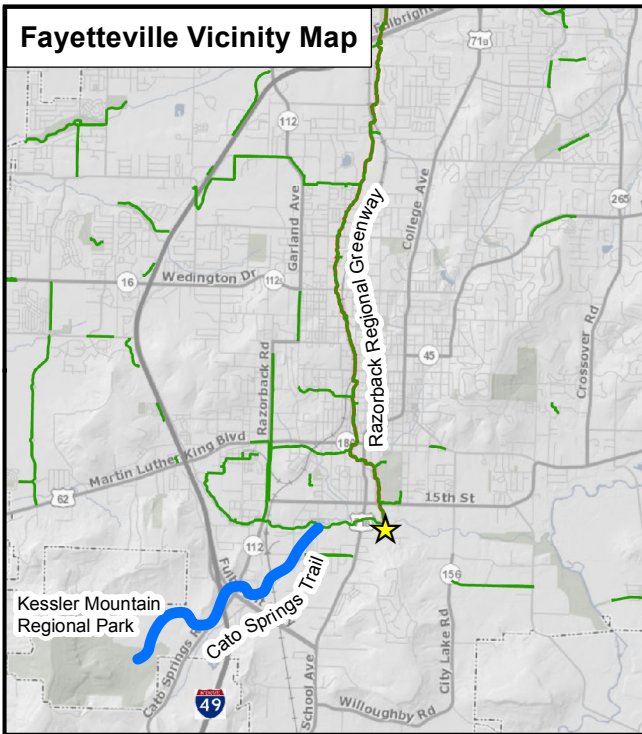 Fayetteville Vicinity Map
Fulbright
71B
112
265
Garland Ave
College Ave
Razorback Regional Greenway
16
Wedington Dr
112
Crossover Rd
45
Razorback Rd
180
Martin Luther King Blvd
62
15th St
112
156
Kessler Mountain
Regional Park
Cato Springs Trail
City Lake Rd
School Ave
Willoughby Rd
49